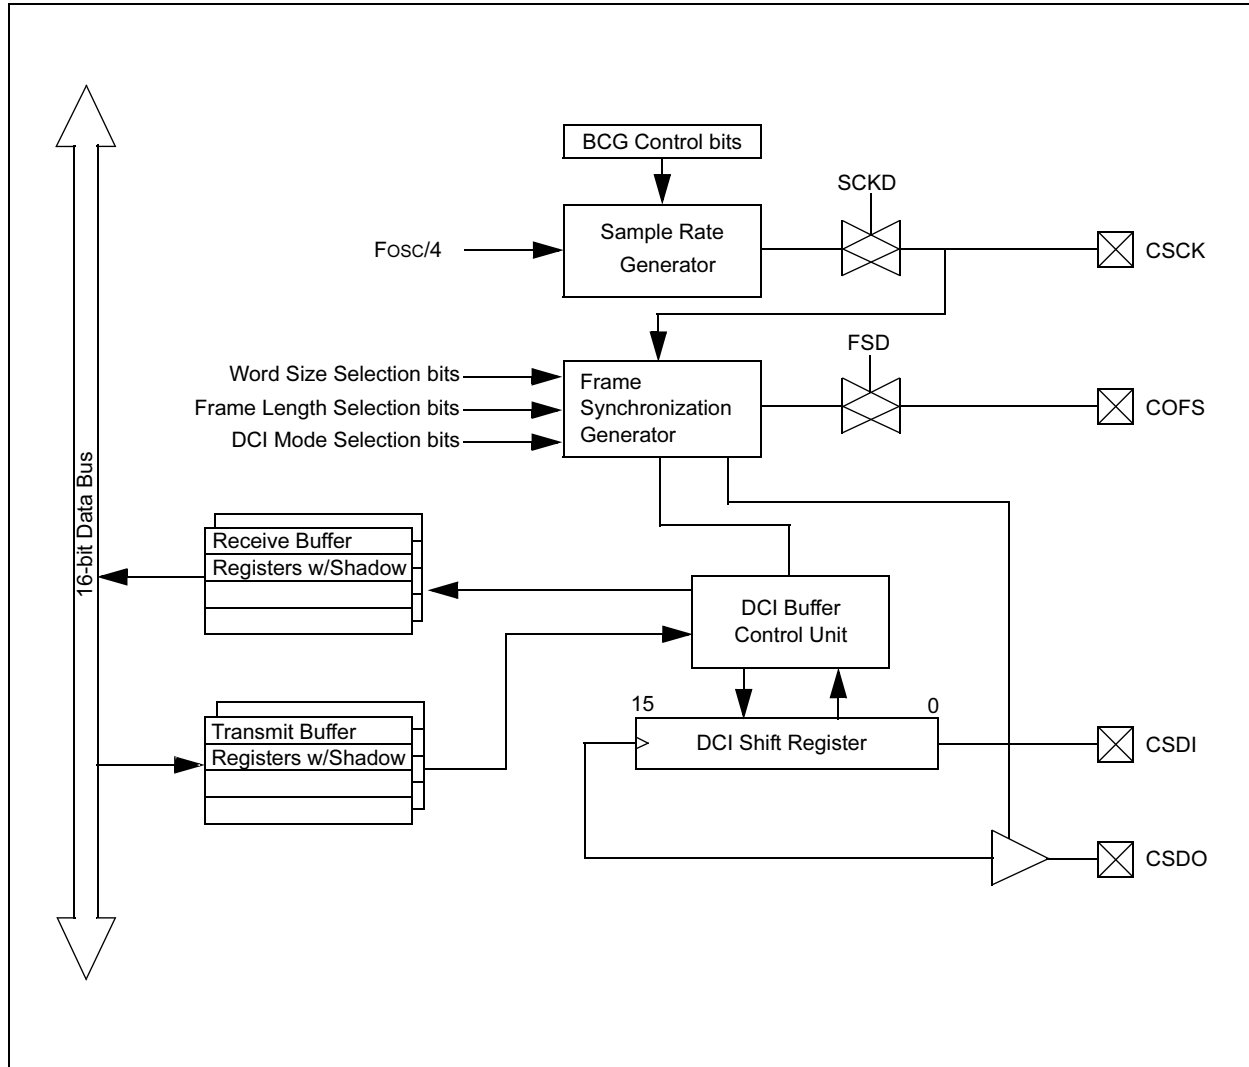 BCG Control bits
SCKD
Sample Rate
Generator
FOSC/4
CSCK
FSD
Word Size Selection bits
Frame Length Selection bits
DCI Mode Selection bits
Frame
Synchronization
Generator
COFS
16-bit Data Bus
Receive Buffer
Registers w/Shadow
DCI Buffer
Control Unit
15
0
Transmit Buffer
Registers w/Shadow
DCI Shift Register
CSDI
CSDO